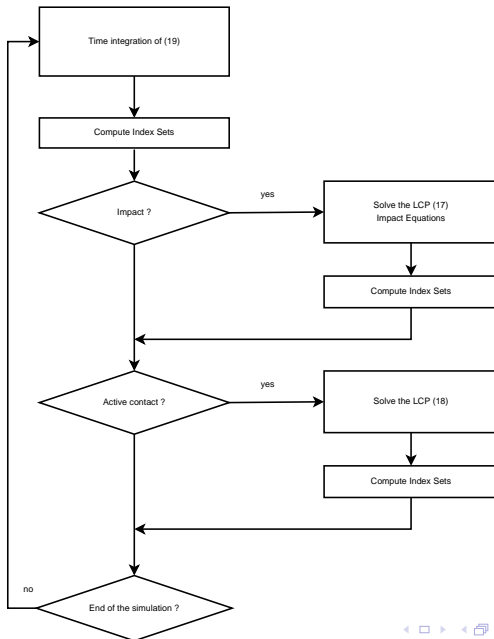 Time integration of (19)
Compute Index Sets
Impact ?
yes
Solve the LCP (17)
Impact Equations
Compute Index Sets
Active contact ?
yes
Solve the LCP (18)
Compute Index Sets
no
End of the simulation ?